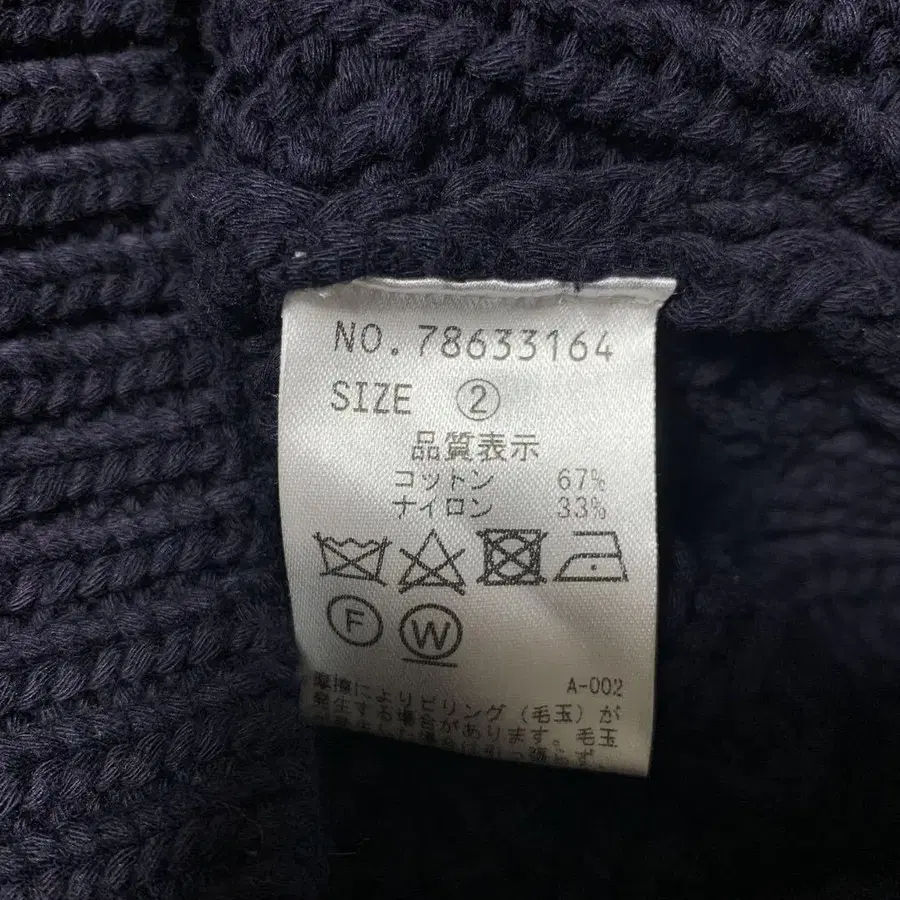 NO. 78633164
SIZE ②
品質表示
コットン 67%
ナイロン 33%
F W
A-002
摩擦によりピリング(毛玉)が
発生する場合があります。毛玉